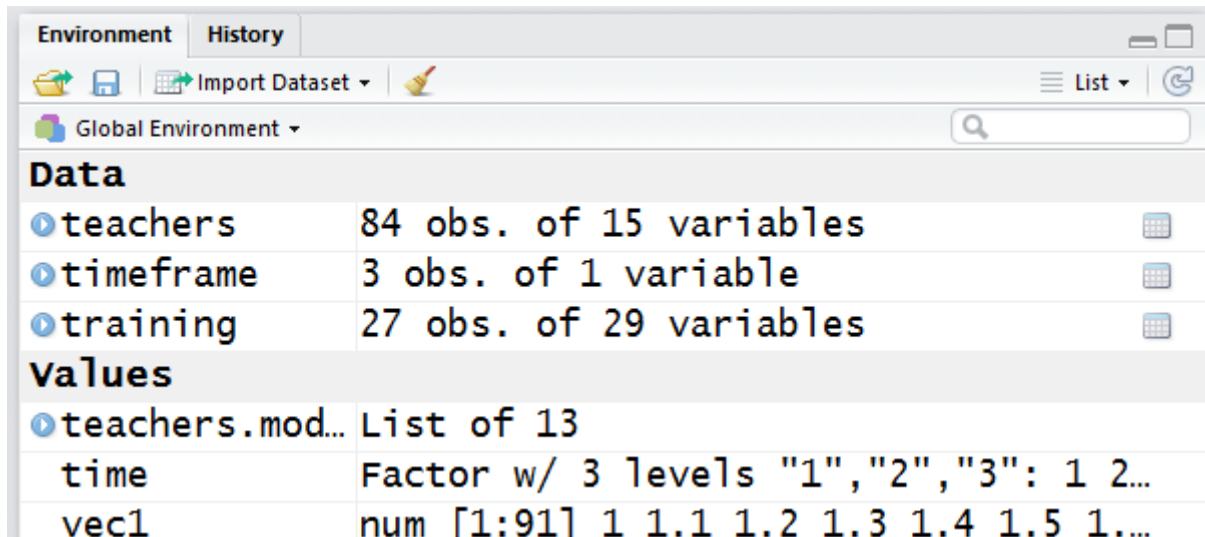 Environment History
Import Dataset List
Global Environment
Data
teachers 84 obs. of 15 variables
timeframe 3 obs. of 1 variable
training 27 obs. of 29 variables
Values
teachers.mod… List of 13
time Factor w/ 3 levels "1","2","3": 1 2…
vec1 num [1:91] 1 1.1 1.2 1.3 1.4 1.5 1.…